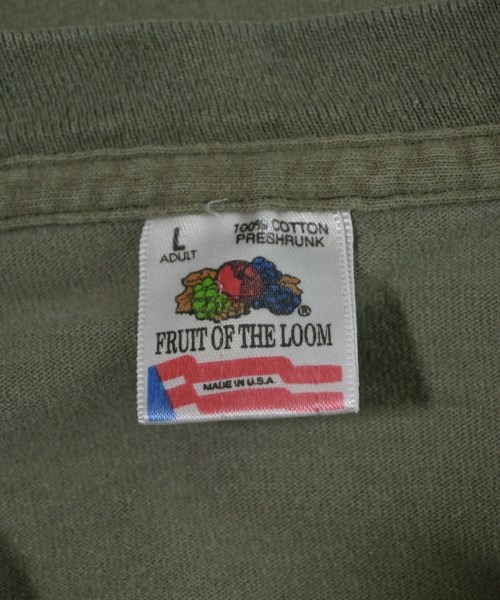 L
ADULT
100% COTTON
PRESHRUNK
®
FRUIT OF THE LOOM
MADE IN U.S.A.